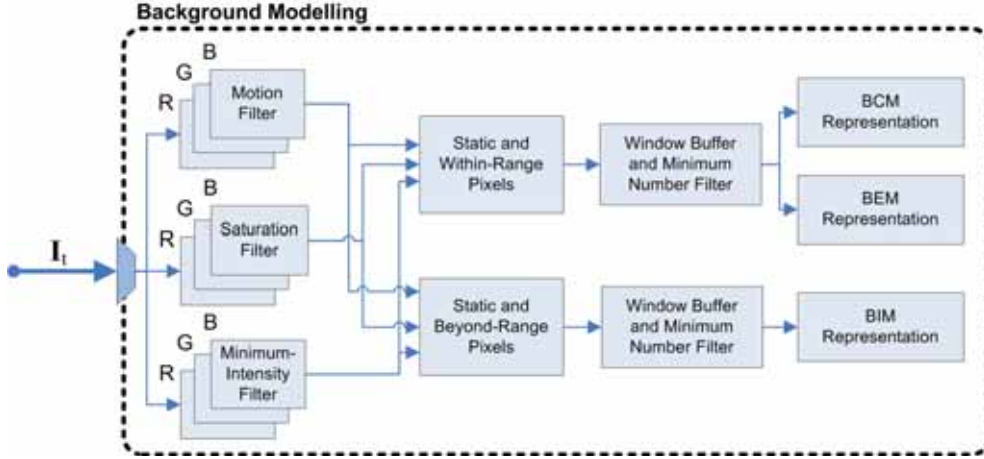 Background Modelling
B
G
R
Motion
Filter
B
G
R
Saturation
Filter
B
G
R
Minimum-
Intensity
Filter
I_t
Static and
Within-Range
Pixels
Window Buffer
and Minimum
Number Filter
BCM
Representation
BEM
Representation
Static and
Beyond-Range
Pixels
Window Buffer
and Minimum
Number Filter
BIM
Representation